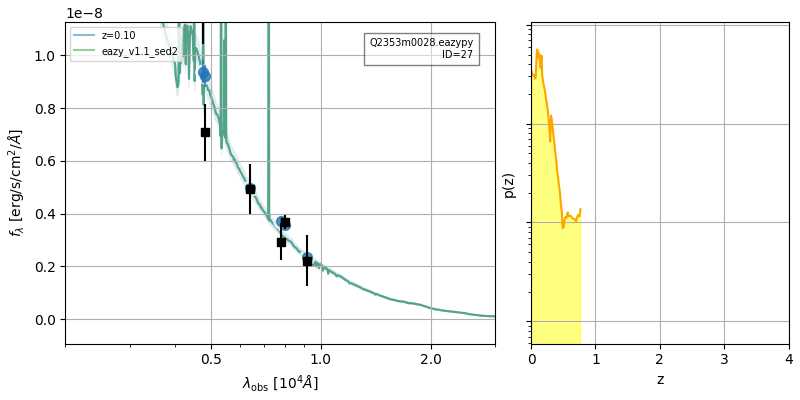 1e−8
z=0.10
eazy_v1.1_sed2
Q2353m0028.eazypy
ID=27
1.0
0.8
0.6
0.4
0.2
0.0
f_λ [erg/s/cm²/Å]
0.5
1.0
2.0
λ_obs [10⁴Å]
p(z)
0
1
2
3
4
z